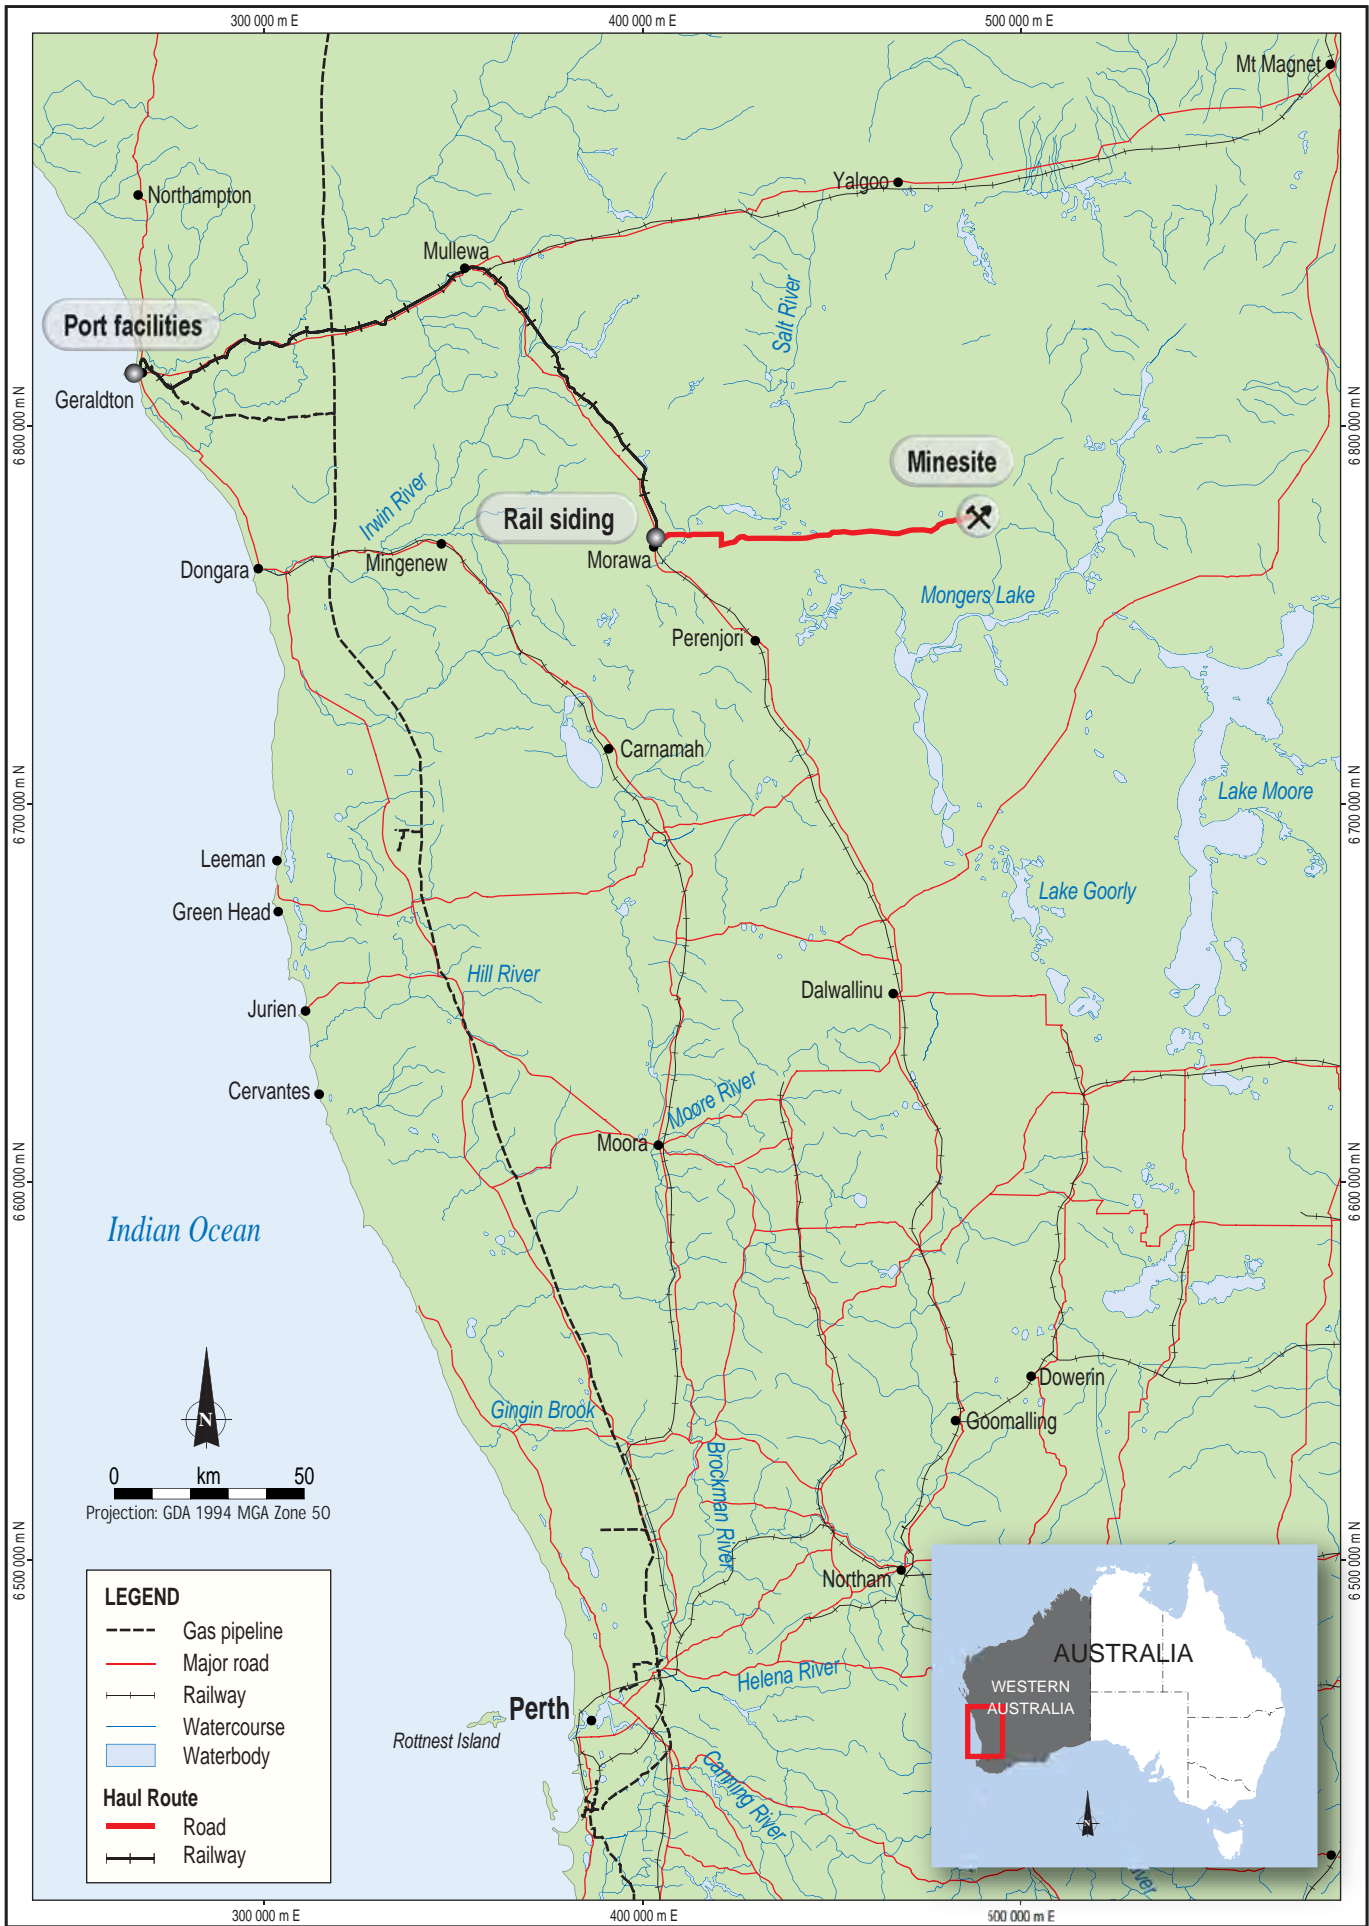 300 000 m E
400 000 m E
500 000 m E
Mt Magnet
Northampton
Yalgoo
Mullewa
Salt River
Port facilities
Geraldton
6 800 000 m N
6 800 000 m N
Minesite
Irwin River
Rail siding
Morawa
Mingenew
Dongara
Mongers Lake
Perenjori
Carnamah
6 700 000 m N
6 700 000 m N
Lake Moore
Leeman
Green Head
Lake Goorly
Hill River
Dalwallinu
Jurien
Cervantes
Moore River
Moora
6 600 000 m N
6 600 000 m N
Indian Ocean
Dowerin
Gingin Brook
Goomalling
N
Brockman River
0 km 50
Projection: GDA 1994 MGA Zone 50
6 500 000 m N
6 500 000 m N
Northam
LEGEND
Gas pipeline
Major road
Railway
Watercourse
Waterbody
Haul Route
Road
Railway
Helena River
Perth
Rottnest Island
Canning River
AUSTRALIA
WESTERN
AUSTRALIA
N
River
300 000 m E
400 000 m E
500 000 m E